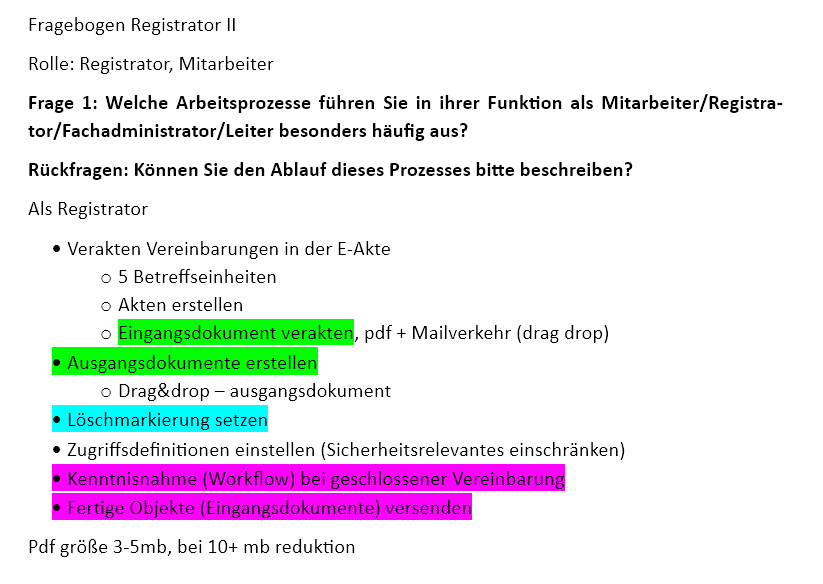 Fragebogen Registrator II
Rolle: Registrator, Mitarbeiter
Frage 1: Welche Arbeitsprozesse führen Sie in ihrer Funktion als Mitarbeiter/Registra-
tor/Fachadministrator/Leiter besonders häufig aus?
Rückfragen: Können Sie den Ablauf dieses Prozesses bitte beschreiben?
Als Registrator
• Verakten Vereinbarungen in der E-Akte
o 5 Betreffseinheiten
o Akten erstellen
o Eingangsdokument verakten, pdf + Mailverkehr (drag drop)
• Ausgangsdokumente erstellen
o Drag&drop – ausgangsdokument
• Löschmarkierung setzen
• Zugriffsdefinitionen einstellen (Sicherheitsrelevantes einschränken)
• Kenntnisnahme (Workflow) bei geschlossener Vereinbarung
• Fertige Objekte (Eingangsdokumente) versenden
Pdf größe 3-5mb, bei 10+ mb reduktion